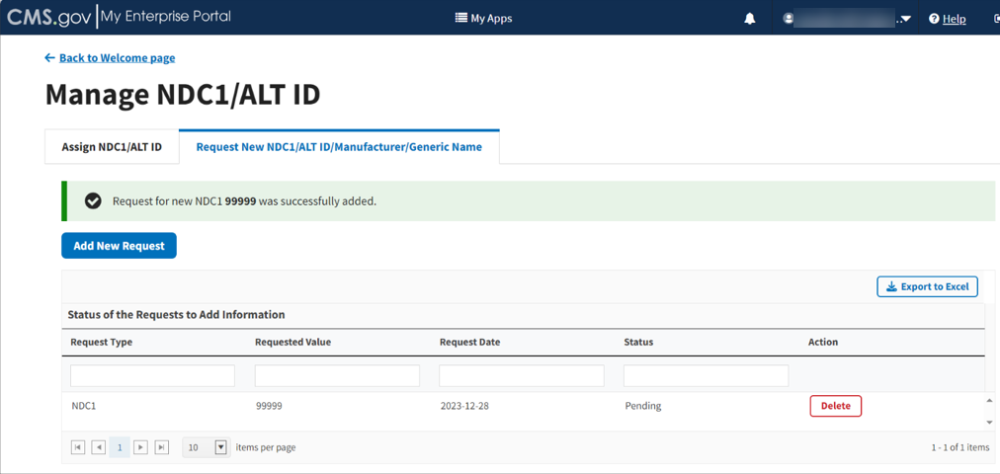 CMS.gov My Enterprise Portal My Apps Help
Back to Welcome page
Manage NDC1/ALT ID
Assign NDC1/ALT ID Request New NDC1/ALT ID/Manufacturer/Generic Name
Request for new NDC1 99999 was successfully added.
Add New Request
Export to Excel
Status of the Requests to Add Information
Request Type Requested Value Request Date Status Action
NDC1 99999 2023-12-28 Pending Delete
1 10 items per page 1 - 1 of 1 items